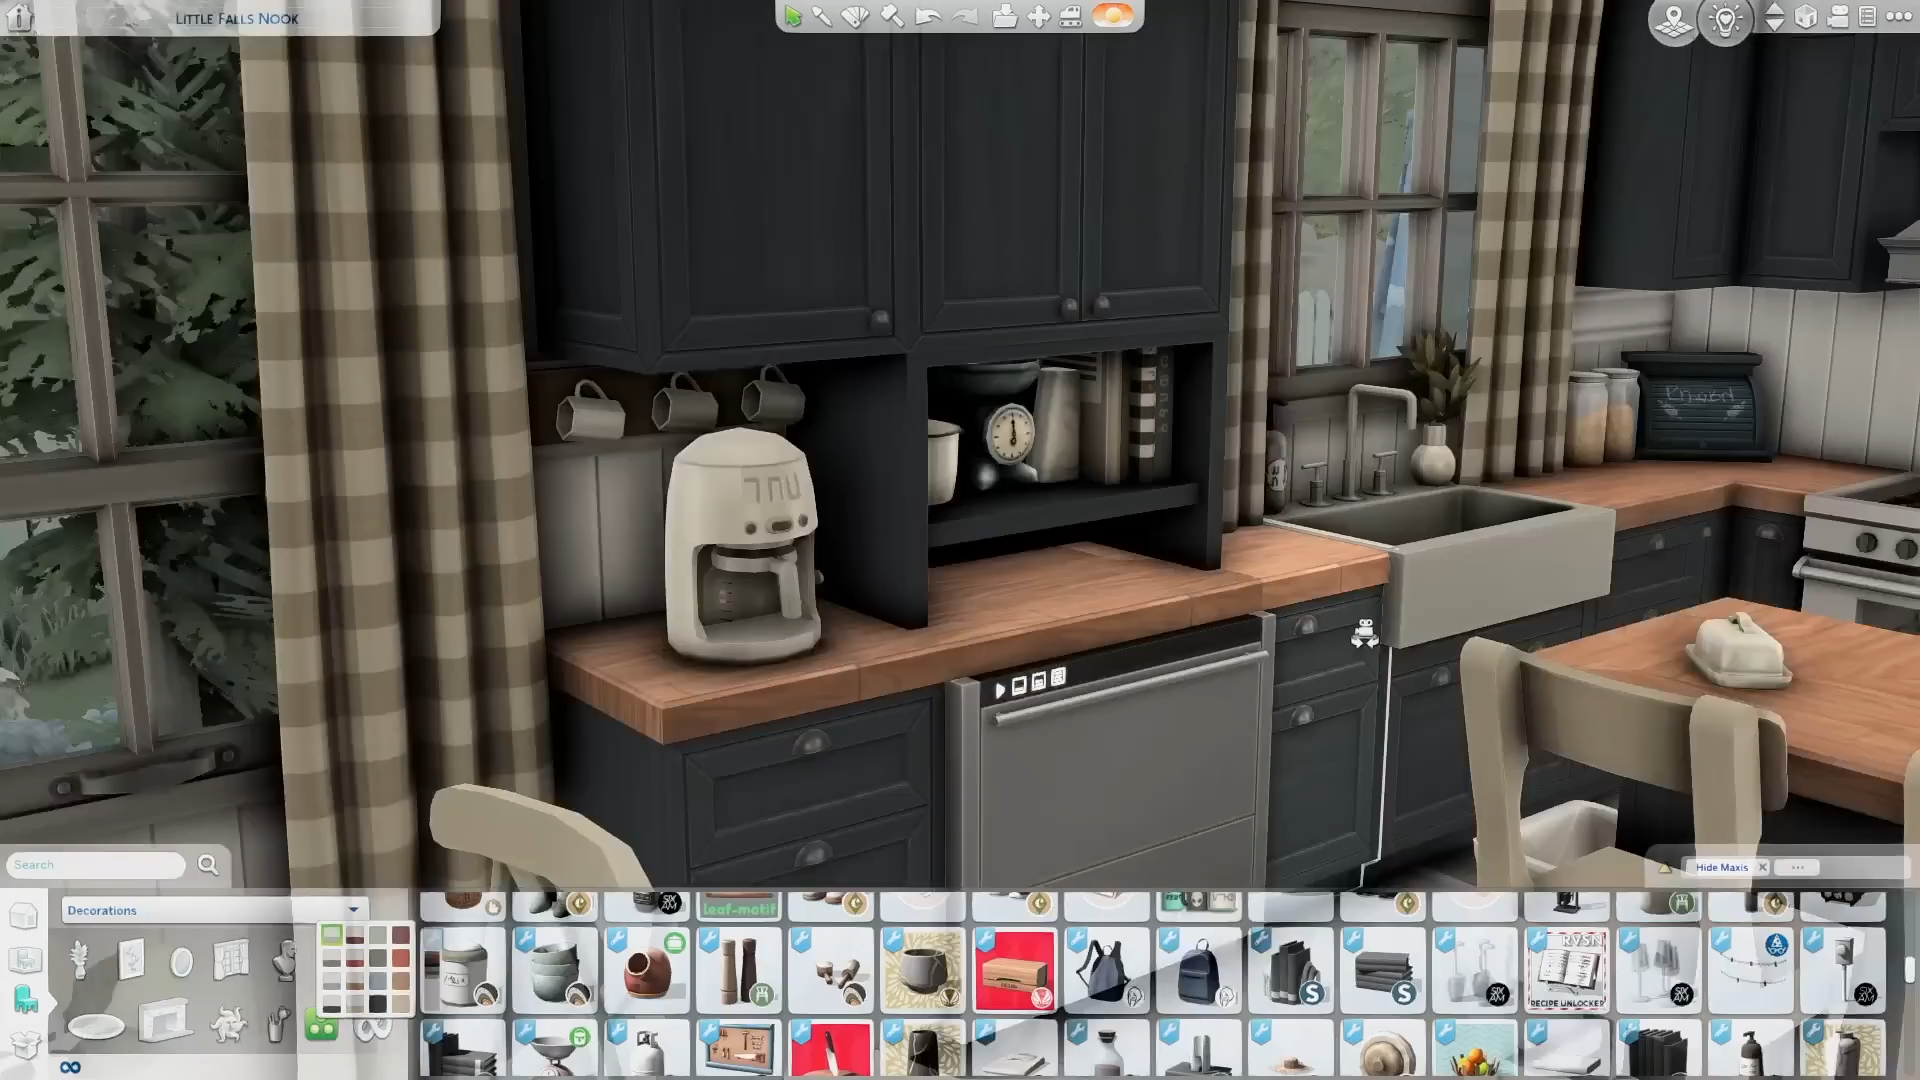 LITTLE FALLS NOOK
Search
Hide Maxis
Decorations
leaf-motif
RVSN
RECIPE UNLOCKED